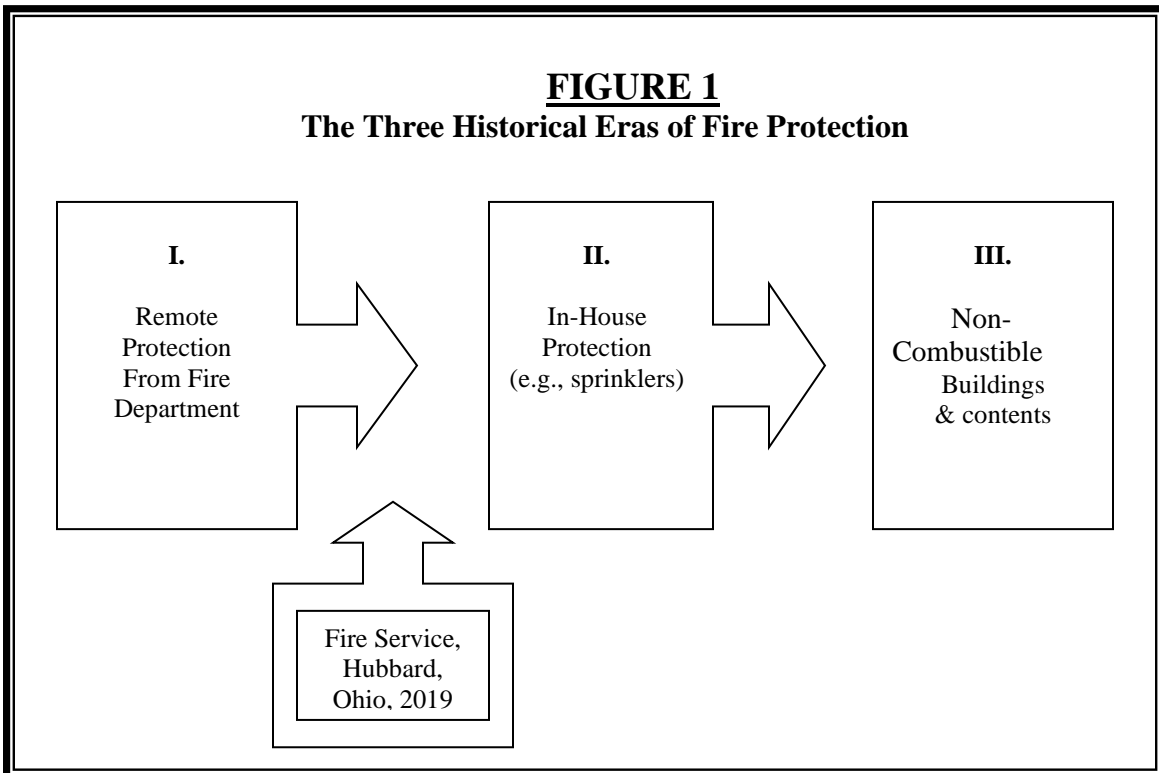 FIGURE 1
The Three Historical Eras of Fire Protection
I.
Remote
Protection
From Fire
Department
II.
In-House
Protection
(e.g., sprinklers)
III.
Non-
Combustible
Buildings
& contents
Fire Service,
Hubbard,
Ohio, 2019